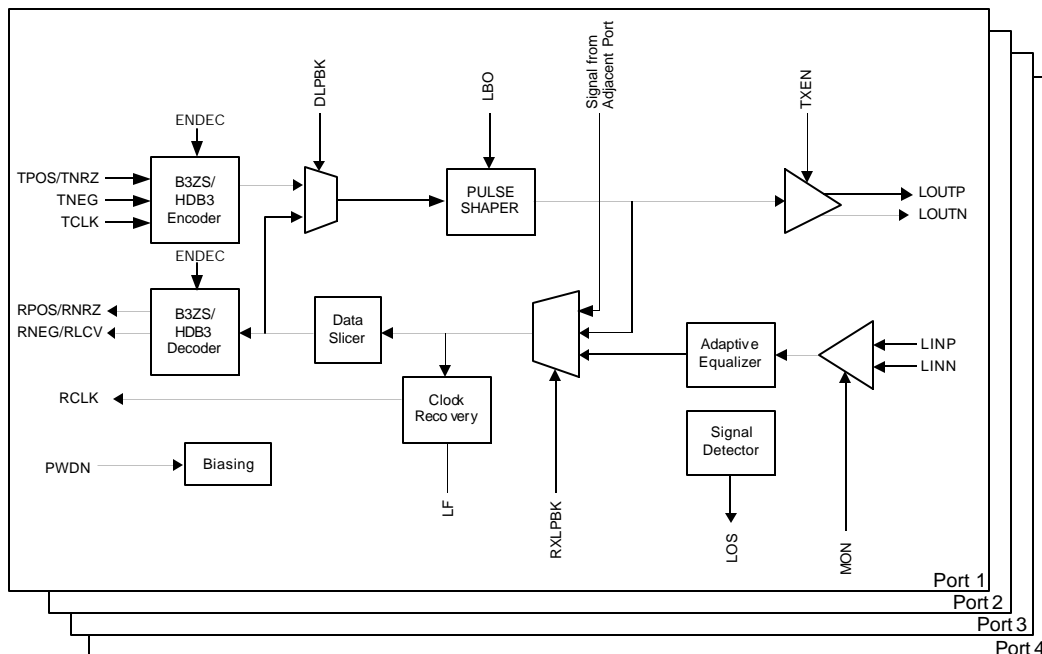 DLPBK
LBO
Signal from
Adjacent Port
TXEN
ENDEC
TPOS/TNRZ
TNEG
TCLK
B3ZS/
HDB3
Encoder
PULSE
SHAPER
LOUTP
LOUTN
ENDEC
RPOS/RNRZ
RNEG/RLCV
B3ZS/
HDB3
Decoder
Data
Slicer
Adaptive
Equalizer
LINP
LINN
RCLK
Clock
Recovery
Signal
Detector
PWDN
Biasing
LF
RXLPBK
LOS
MON
Port 1
Port 2
Port 3
Port 4